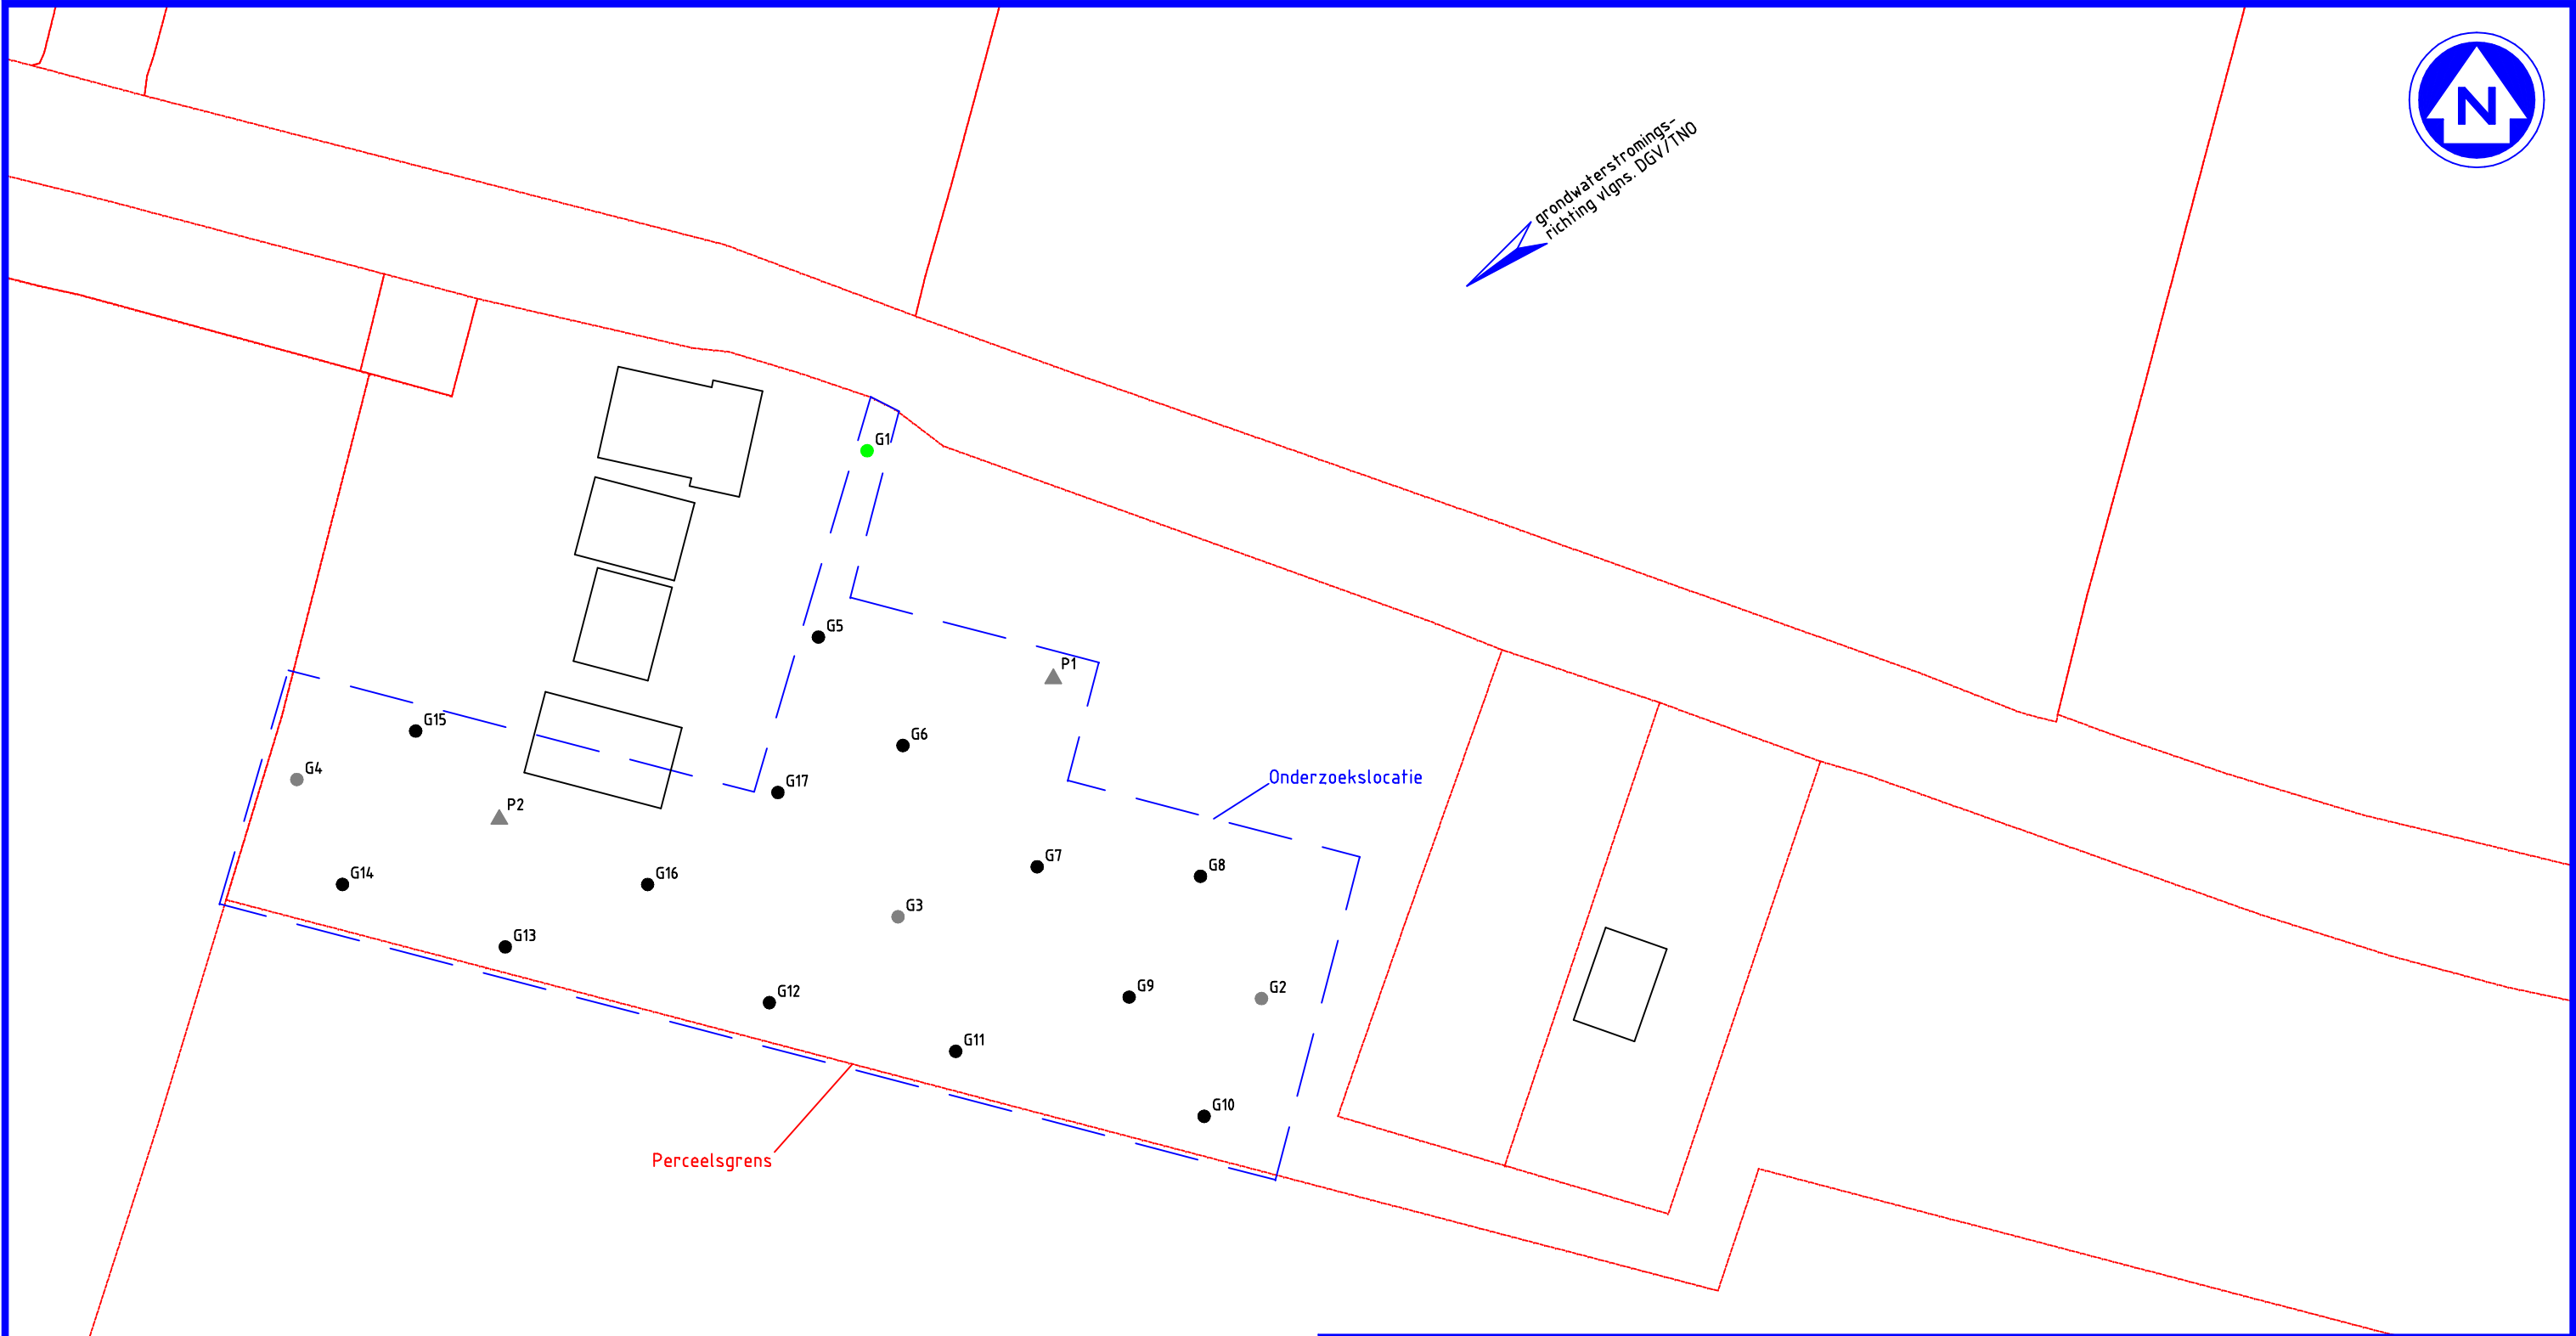 N
grondwaterstromings-
richting vlgns. DGV/TNO
G1
G5
P1
G15
G6
G4
G17
Onderzoekslocatie
P2
G7
G8
G14
G16
G3
G13
G9
G2
G12
G11
G10
Perceelsgrens